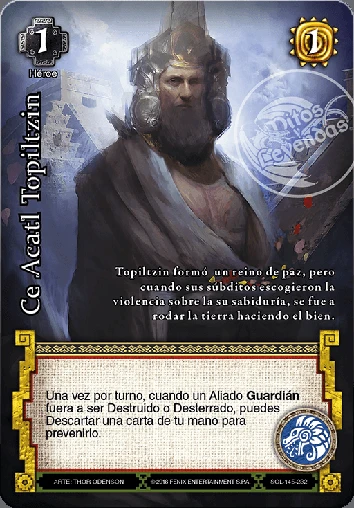 1
1
Héroe
Mitos
Leyendas
Ce Acatl Topiltzin
Topiltzin formó un reino de paz, pero
cuando sus súbditos escogieron la
violencia sobre la su sabiduría, se fue a
rodar la tierra haciendo el bien.
Una vez por turno, cuando un Aliado Guardián
fuera a ser Destruido o Desterrado, puedes
Descartar una carta de tu mano para
prevenirlo.
ARTE: THOR ODENSON ©2018 FENIX ENTERTAINMENT S.P.A. SOL-145-232